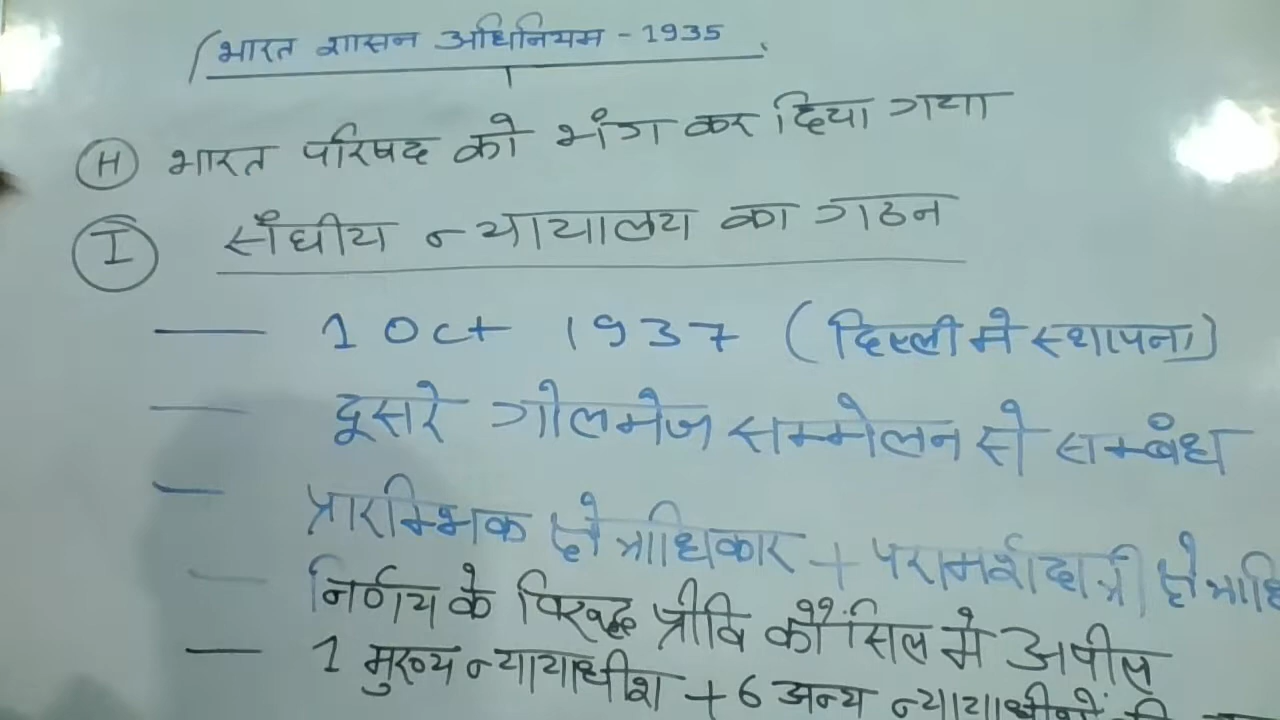 भारत शासन अधिनियम - 1935
(H) भारत परिषद को भंग कर दिया गया
(I) संघीय न्यायालय का गठन
— 1 Oct 1937 (दिल्ली मे स्थापना)
— दूसरे गोलमेज सम्मेलन से सम्बंध
— प्रारम्भिक क्षेत्राधिकार + परामर्शदात्री क्षेत्राधि
— निर्णय के विरुद्ध प्रीवि कौंसिल मे अपील
— 1 मुख्य न्यायाधीश + 6 अन्य न्यायाधीशों